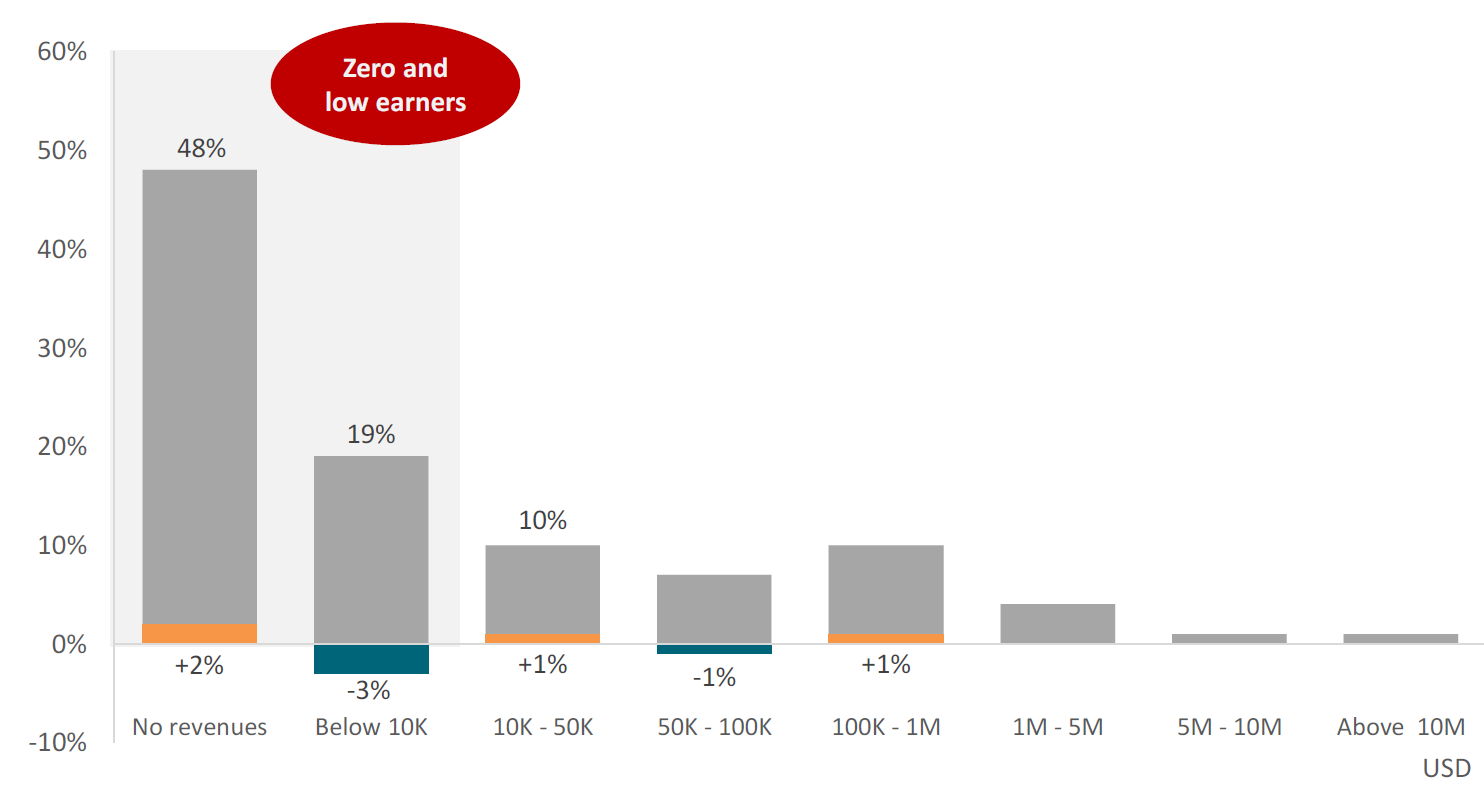 60%
Zero and
low earners
50%
48%
40%
30%
20%
19%
10%
10%
0%
+2%
-3%
+1%
-1%
+1%
-10%
No revenues
Below 10K
10K - 50K
50K - 100K
100K - 1M
1M - 5M
5M - 10M
Above 10M
USD